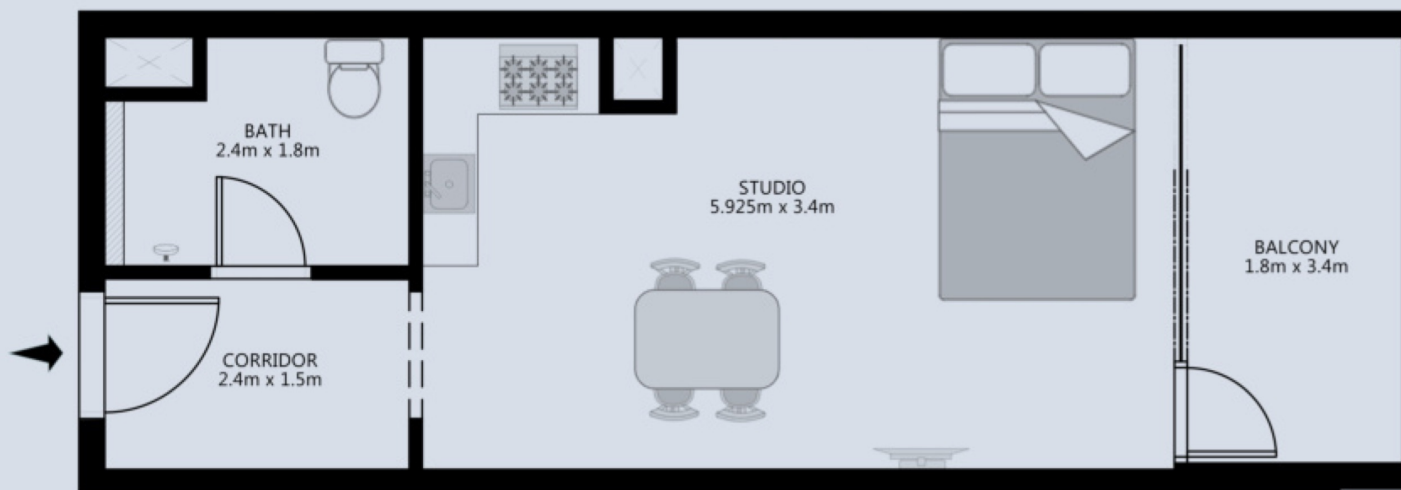 BATH
2.4m x 1.8m
STUDIO
5.925m x 3.4m
BALCONY
1.8m x 3.4m
CORRIDOR
2.4m x 1.5m